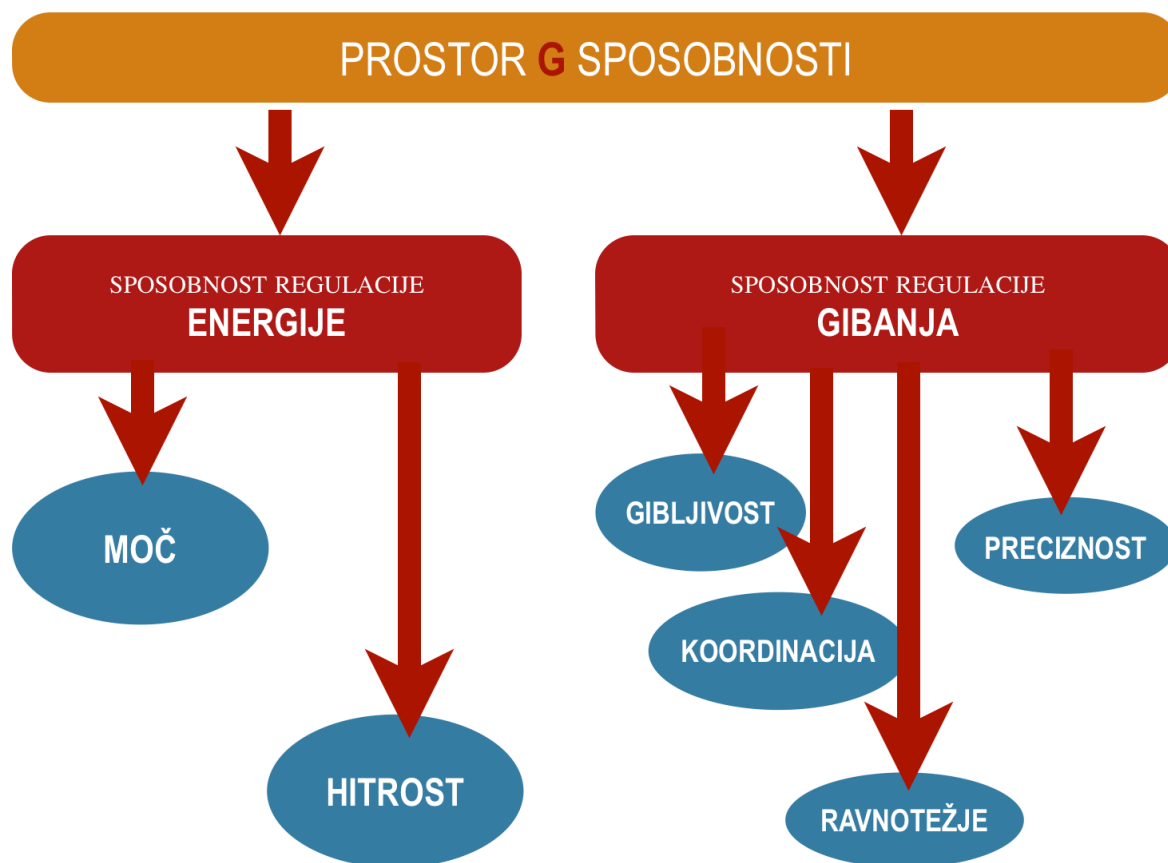 PROSTOR G SPOSOBNOSTI
SPOSOBNOST REGULACIJE
ENERGIJE
SPOSOBNOST REGULACIJE
GIBANJA
MOČ
HITROST
GIBLJIVOST
KOORDINACIJA
RAVNOTEŽJE
PRECIZNOST